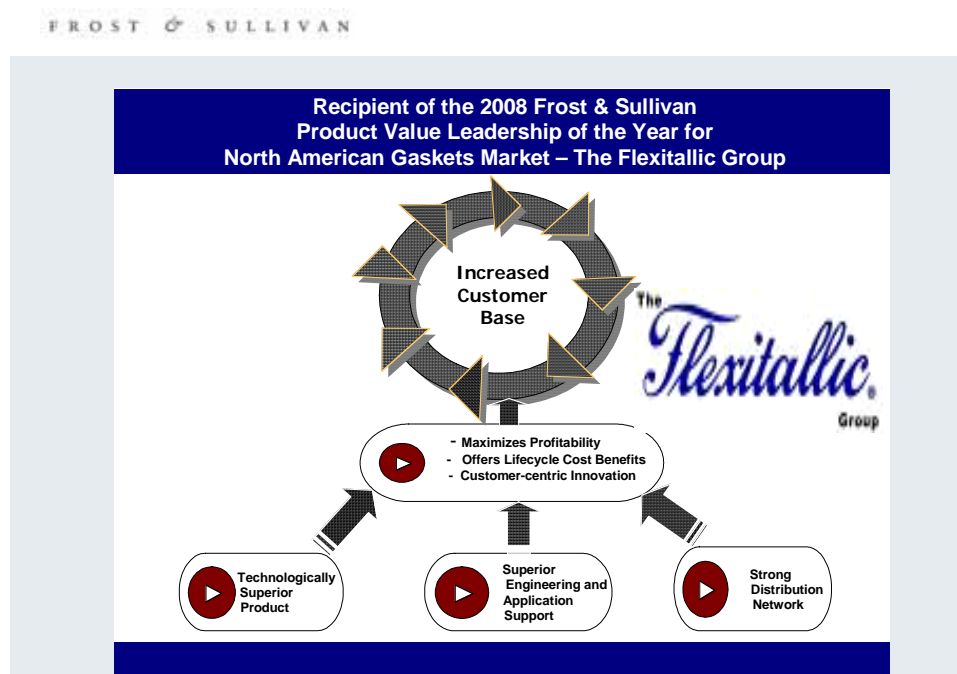 FROST & SULLIVAN
Recipient of the 2008 Frost & Sullivan
Product Value Leadership of the Year for
North American Gaskets Market – The Flexitallic Group
Increased
Customer
Base
The
Flexitallic®
Group
- Maximizes Profitability
- Offers Lifecycle Cost Benefits
- Customer-centric Innovation
Technologically
Superior
Product
Superior
Engineering and
Application
Support
Strong
Distribution
Network